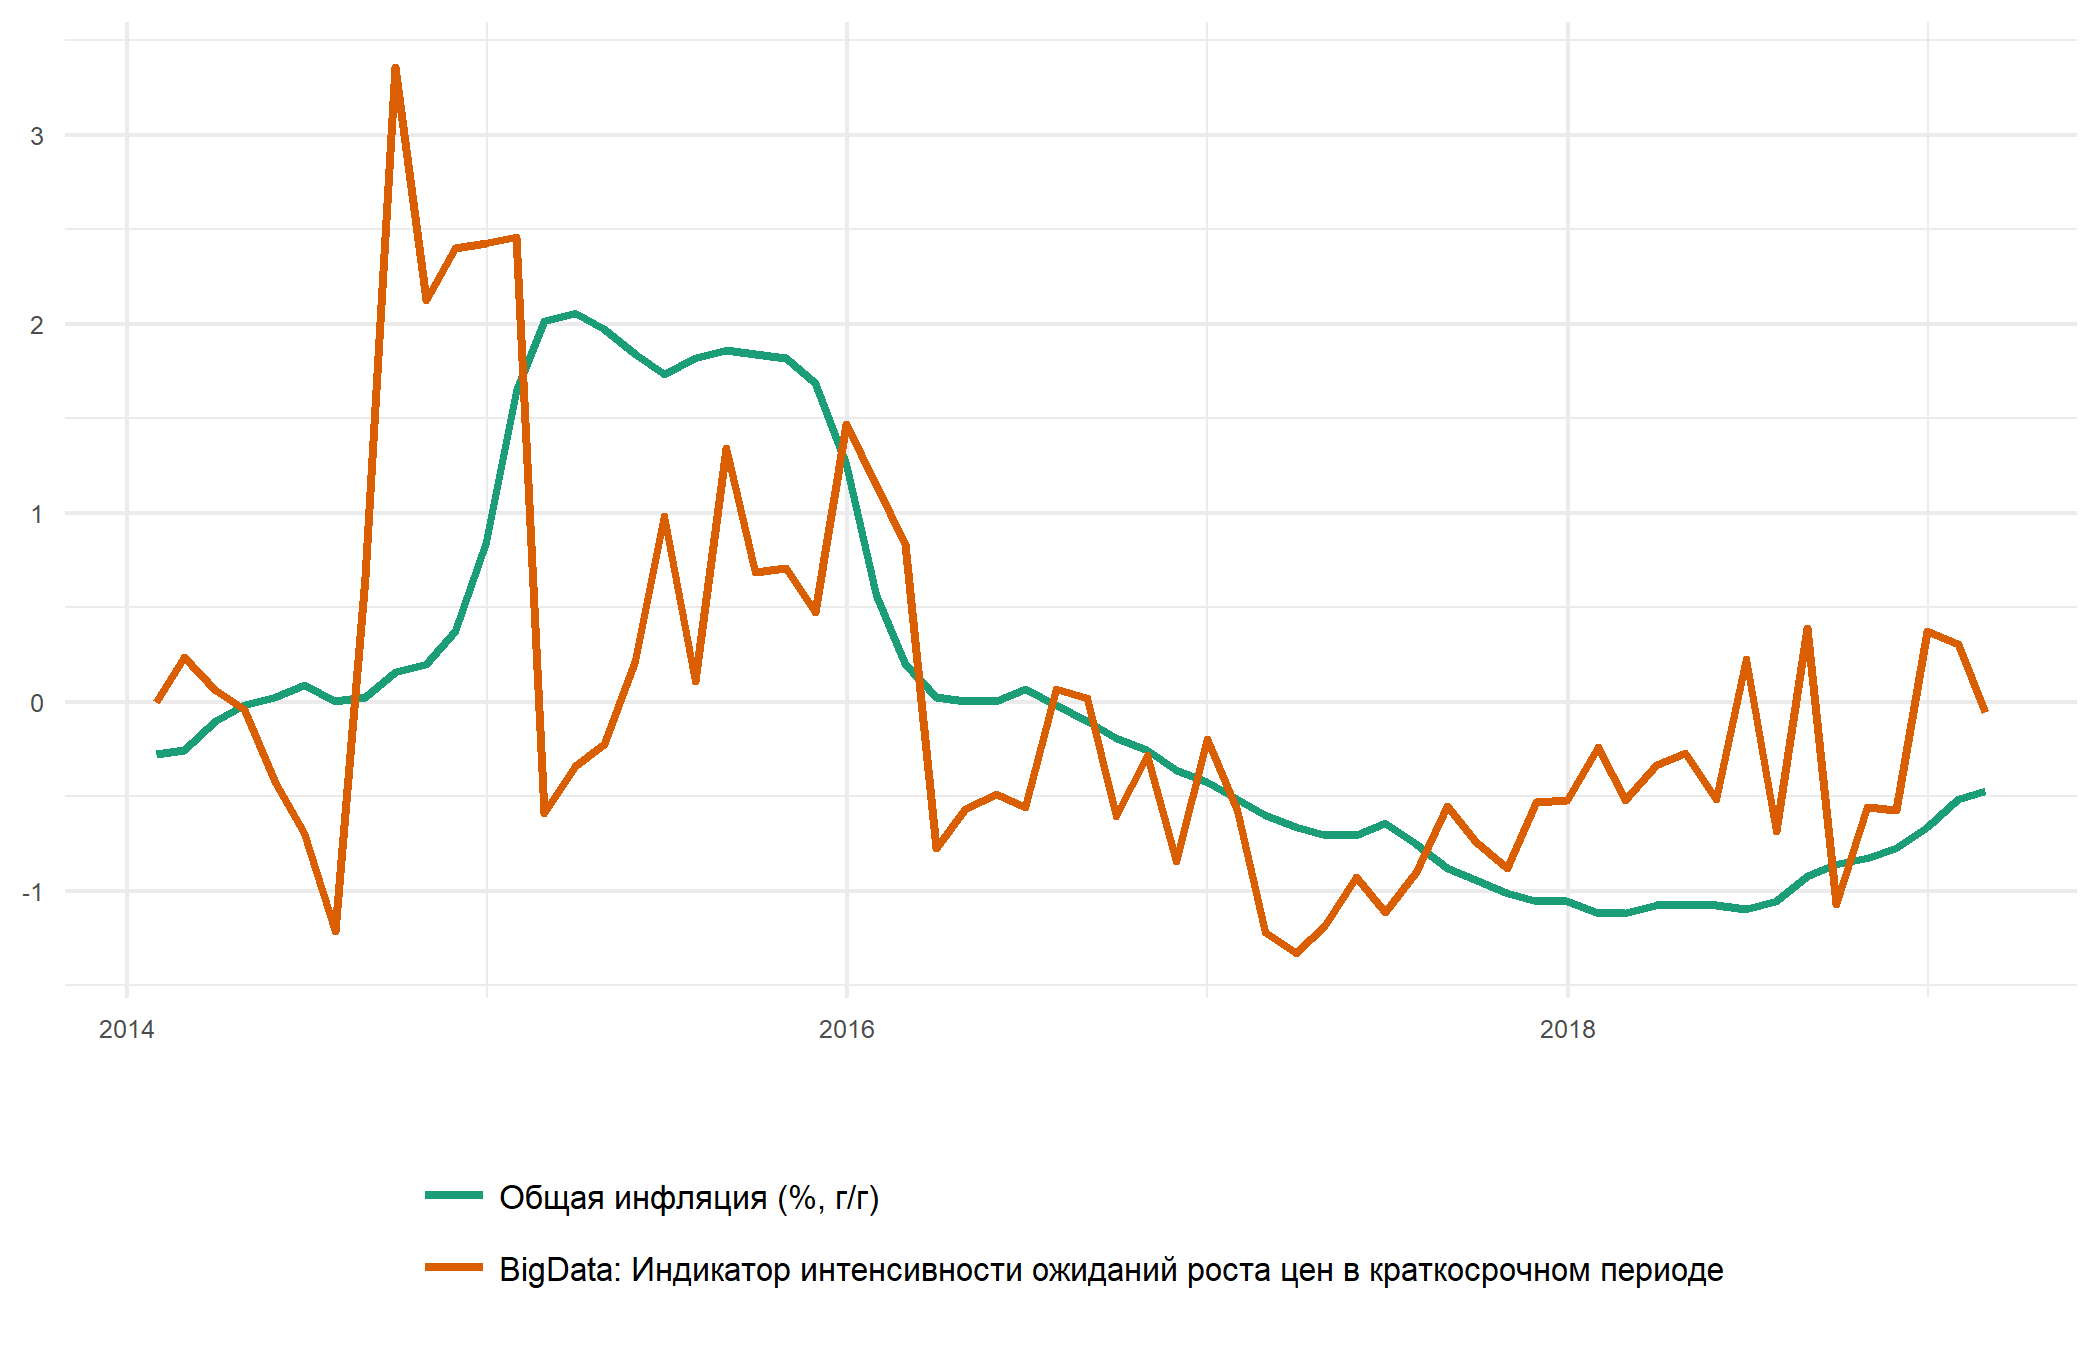 3
2
1
0
-1
2014 2016 2018
Общая инфляция (%, г/г)
BigData: Индикатор интенсивности ожиданий роста цен в краткосрочном периоде